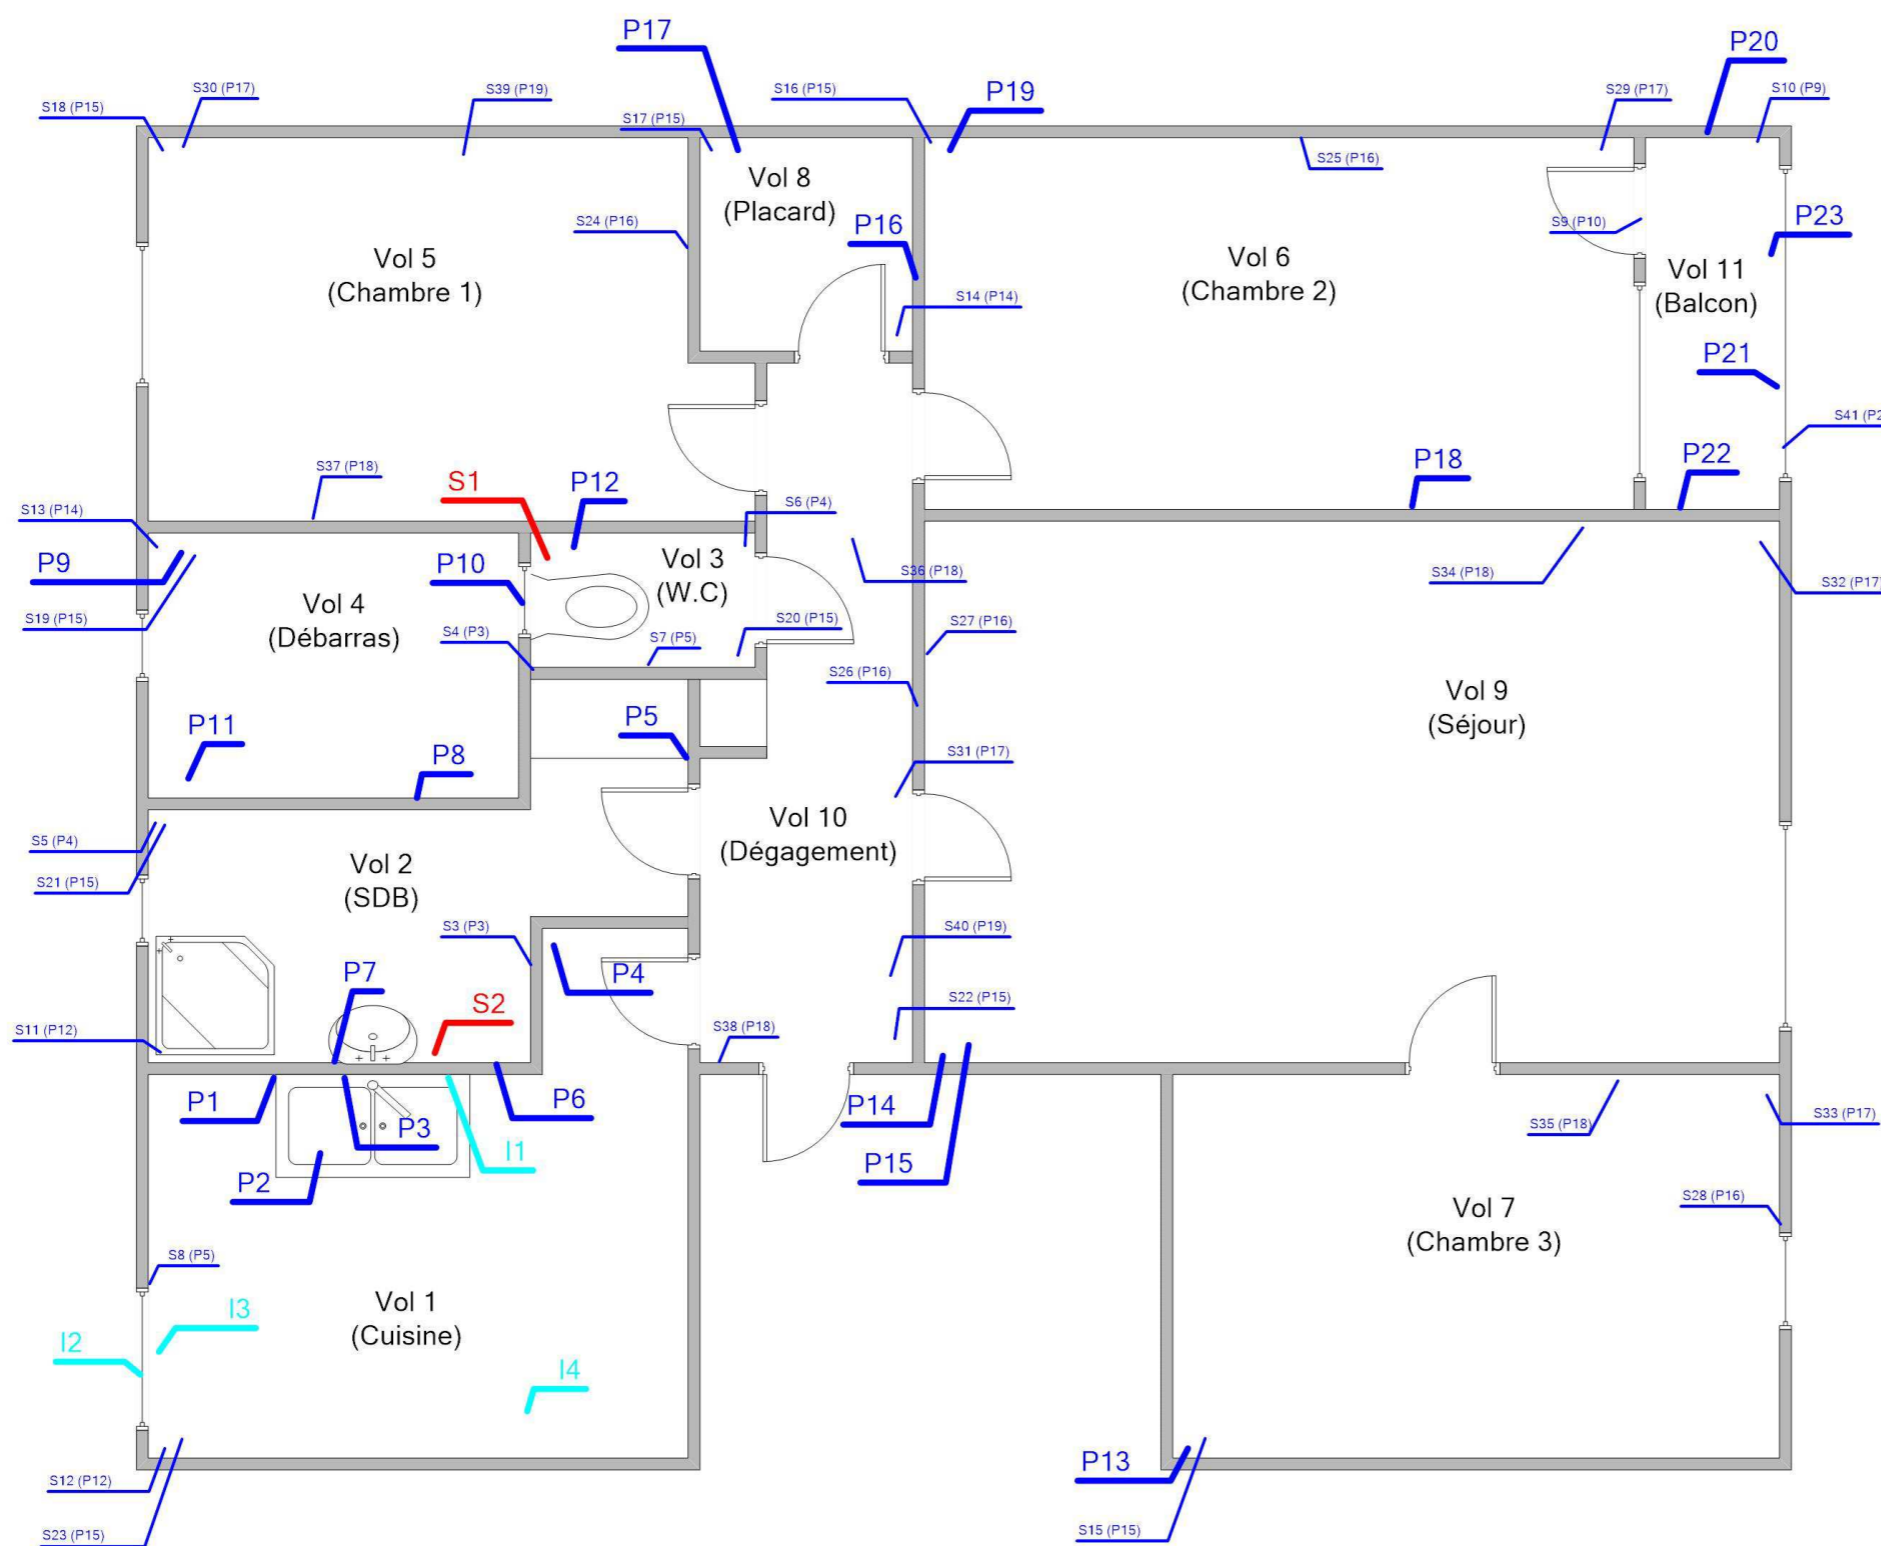 P17
P20
S30 (P17)
S39 (P19)
S16 (P15)
P19
S29 (P17)
S10 (P9)
S18 (P15)
S17 (P15)
S25 (P16)
Vol 8
(Placard)
S24 (P16)
P16
S9 (P10)
P23
Vol 5
(Chambre 1)
Vol 6
(Chambre 2)
Vol 11
(Balcon)
S14 (P14)
P21
S41
P18
P22
S37 (P18)
S1
P12
S6 (P4)
S13 (P14)
P9
P10
Vol 3
(W.C)
S36 (P18)
S34 (P18)
S32 (P17)
Vol 4
(Débarras)
S19 (P15)
S4 (P3)
S7 (P5)
S20 (P15)
S27 (P16)
S26 (P16)
Vol 9
(Séjour)
P11
P5
P8
S31 (P17)
Vol 10
(Dégagement)
S5 (P4)
S21 (P15)
Vol 2
(SDB)
S3 (P3)
S40 (P19)
P7
P4
S2
S22 (P15)
S11 (P12)
S38 (P18)
P1
P3
P6
I1
P14
P15
P2
S35 (P18)
S33 (P17)
S28 (P16)
Vol 7
(Chambre 3)
S8 (P5)
I3
I2
Vol 1
(Cuisine)
I4
P13
S12 (P12)
S23 (P15)
S15 (P15)